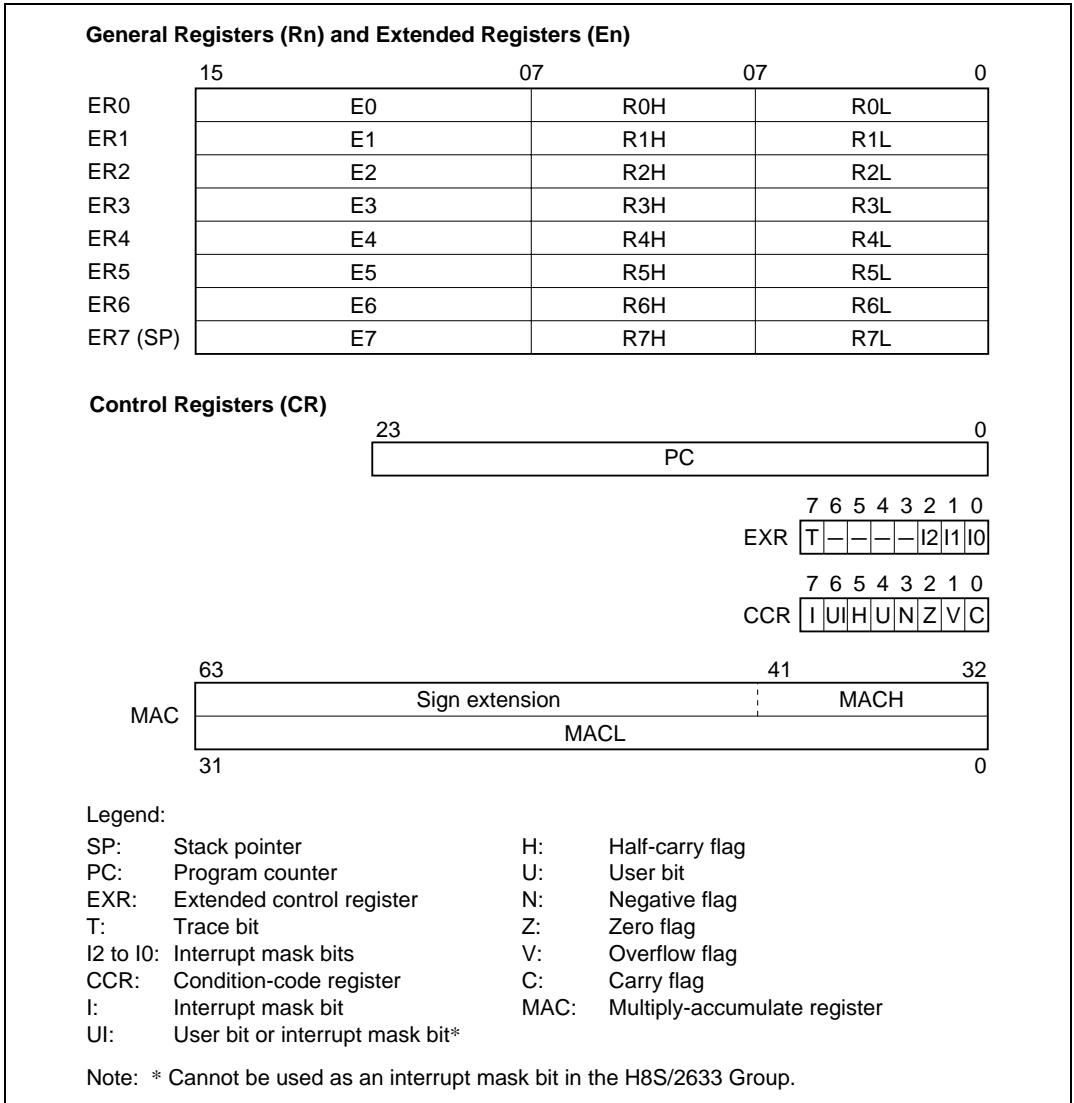 General Registers (Rn) and Extended Registers (En)
15 07 07 0
ER0 E0 R0H R0L
ER1 E1 R1H R1L
ER2 E2 R2H R2L
ER3 E3 R3H R3L
ER4 E4 R4H R4L
ER5 E5 R5H R5L
ER6 E6 R6H R6L
ER7 (SP) E7 R7H R7L
Control Registers (CR)
23 0
PC
7 6 5 4 3 2 1 0
EXR T — — — — I2 I1 I0
7 6 5 4 3 2 1 0
CCR I UI H U N Z V C
63 41 32
MAC Sign extension MACH
MACL
31 0
Legend:
SP: Stack pointer H: Half-carry flag
PC: Program counter U: User bit
EXR: Extended control register N: Negative flag
T: Trace bit Z: Zero flag
I2 to I0: Interrupt mask bits V: Overflow flag
CCR: Condition-code register C: Carry flag
I: Interrupt mask bit MAC: Multiply-accumulate register
UI: User bit or interrupt mask bit*
Note: * Cannot be used as an interrupt mask bit in the H8S/2633 Group.